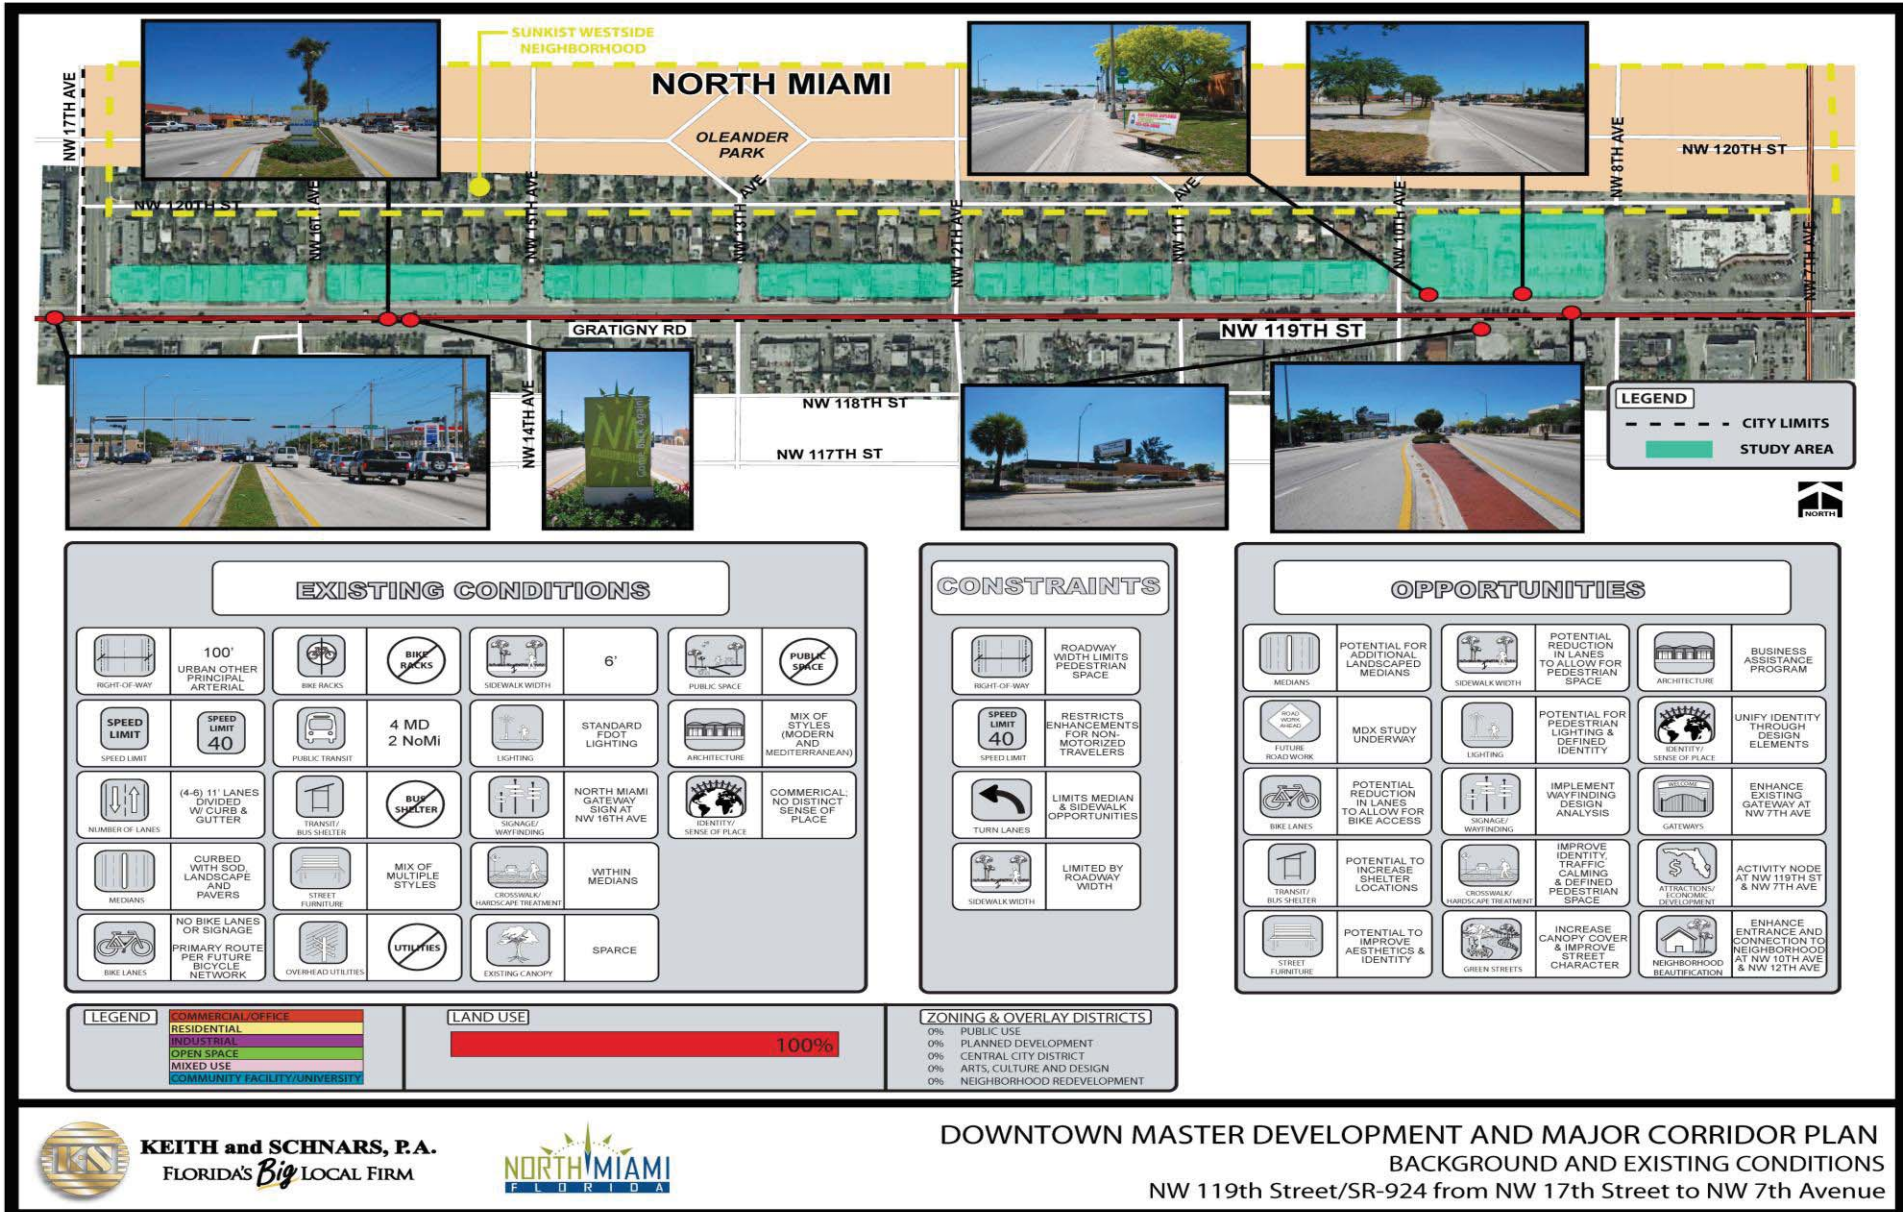 SUNKIST WESTSIDE
NEIGHBORHOOD
NORTH MIAMI
OLEANDER
PARK
NW 17TH AVE
NW 120TH ST
NW 15TH AVE
NW 13TH AVE
NW 12TH AVE
NW 10TH AVE
NW 8TH AVE
NW 120TH ST
NW 7TH AVE
GRATIGNY RD
NW 119TH ST
NW 14TH AVE
NW 118TH ST
NW 117TH ST
Come Back Again!
LEGEND
CITY LIMITS
STUDY AREA
NORTH
EXISTING CONDITIONS
RIGHT-OF-WAY
100'
URBAN OTHER
PRINCIPAL
ARTERIAL
BIKE RACKS
BIKE
RACKS
SIDEWALK WIDTH
6'
PUBLIC SPACE
PUBLIC
SPACE
SPEED
LIMIT
SPEED LIMIT
SPEED
LIMIT
40
PUBLIC TRANSIT
4 MD
2 NoMi
LIGHTING
STANDARD
FDOT
LIGHTING
ARCHITECTURE
MIX OF
STYLES
(MODERN
AND
MEDITERRANEAN)
NUMBER OF LANES
(4-6) 11' LANES
DIVIDED
W/ CURB &
GUTTER
TRANSIT/
BUS SHELTER
BUS
SHELTER
SIGNAGE/
WAYFINDING
NORTH MIAMI
GATEWAY
SIGN AT
NW 16TH AVE
IDENTITY/
SENSE OF PLACE
COMMERICAL;
NO DISTINCT
SENSE OF
PLACE
MEDIANS
CURBED
WITH SOD,
LANDSCAPE
AND
PAVERS
STREET
FURNITURE
MIX OF
MULTIPLE
STYLES
CROSSWALK/
HARDSCAPE TREATMENT
WITHIN
MEDIANS
BIKE LANES
NO BIKE LANES
OR SIGNAGE
PRIMARY ROUTE
PER FUTURE
BICYCLE
NETWORK
OVERHEAD UTILITIES
UTILITIES
EXISTING CANOPY
SPARCE
CONSTRAINTS
RIGHT-OF-WAY
ROADWAY
WIDTH LIMITS
PEDESTRIAN
SPACE
SPEED
LIMIT
40
SPEED LIMIT
RESTRICTS
ENHANCEMENTS
FOR NON-
MOTORIZED
TRAVELERS
TURN LANES
LIMITS MEDIAN
& SIDEWALK
OPPORTUNITIES
SIDEWALK WIDTH
LIMITED BY
ROADWAY
WIDTH
OPPORTUNITIES
MEDIANS
POTENTIAL FOR
ADDITIONAL
LANDSCAPED
MEDIANS
SIDEWALK WIDTH
POTENTIAL
REDUCTION
IN LANES
TO ALLOW FOR
PEDESTRIAN
SPACE
ARCHITECTURE
BUSINESS
ASSISTANCE
PROGRAM
ROAD
WORK
AHEAD
FUTURE
ROAD WORK
MDX STUDY
UNDERWAY
LIGHTING
POTENTIAL FOR
PEDESTRIAN
LIGHTING &
DEFINED
IDENTITY
IDENTITY/
SENSE OF PLACE
UNIFY IDENTITY
THROUGH
DESIGN
ELEMENTS
BIKE LANES
POTENTIAL
REDUCTION
IN LANES
TO ALLOW FOR
BIKE ACCESS
SIGNAGE/
WAYFINDING
IMPLEMENT
WAYFINDING
DESIGN
ANALYSIS
WELCOME
GATEWAYS
ENHANCE
EXISTING
GATEWAY AT
NW 7TH AVE
TRANSIT/
BUS SHELTER
POTENTIAL TO
INCREASE
SHELTER
LOCATIONS
CROSSWALK/
HARDSCAPE TREATMENT
IMPROVE
IDENTITY,
TRAFFIC
CALMING
& DEFINED
PEDESTRIAN
SPACE
ATTRACTIONS/
ECONOMIC
DEVELOPMENT
ACTIVITY NODE
AT NW 119TH ST
& NW 7TH AVE
STREET
FURNITURE
POTENTIAL TO
IMPROVE
AESTHETICS &
IDENTITY
GREEN STREETS
INCREASE
CANOPY COVER
& IMPROVE
STREET
CHARACTER
NEIGHBORHOOD
BEAUTIFICATION
ENHANCE
ENTRANCE AND
CONNECTION TO
NEIGHBORHOOD
AT NW 10TH AVE
& NW 12TH AVE
LEGEND
COMMERCIAL/OFFICE
RESIDENTIAL
INDUSTRIAL
OPEN SPACE
MIXED USE
COMMUNITY FACILITY/UNIVERSITY
LAND USE
100%
ZONING & OVERLAY DISTRICTS
0% PUBLIC USE
0% PLANNED DEVELOPMENT
0% CENTRAL CITY DISTRICT
0% ARTS, CULTURE AND DESIGN
0% NEIGHBORHOOD REDEVELOPMENT
K-S
KEITH and SCHNARS, P.A.
FLORIDA'S Big LOCAL FIRM
NORTH MIAMI
FLORIDA
DOWNTOWN MASTER DEVELOPMENT AND MAJOR CORRIDOR PLAN
BACKGROUND AND EXISTING CONDITIONS
NW 119th Street/SR-924 from NW 17th Street to NW 7th Avenue